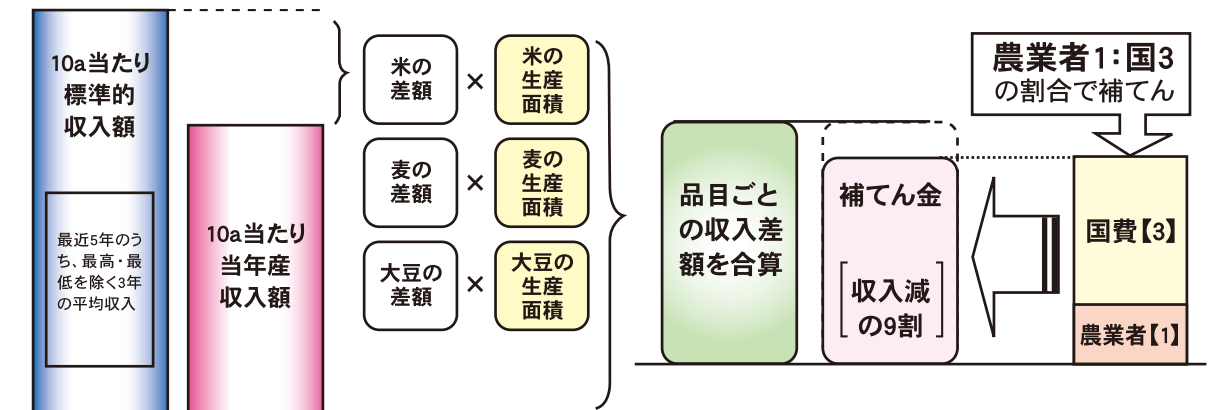 10a当たり
標準的
収入額
最近5年のう
ち、最高・最
低を除く3年
の平均収入
10a当たり
当年産
収入額
米の
差額
×
米の
生産
面積
麦の
差額
×
麦の
生産
面積
大豆の
差額
×
大豆の
生産
面積
品目ごと
の収入差
額を合算
補てん金
収入減
の9割
農業者1：国3
の割合で補てん
国費【3】
農業者【1】